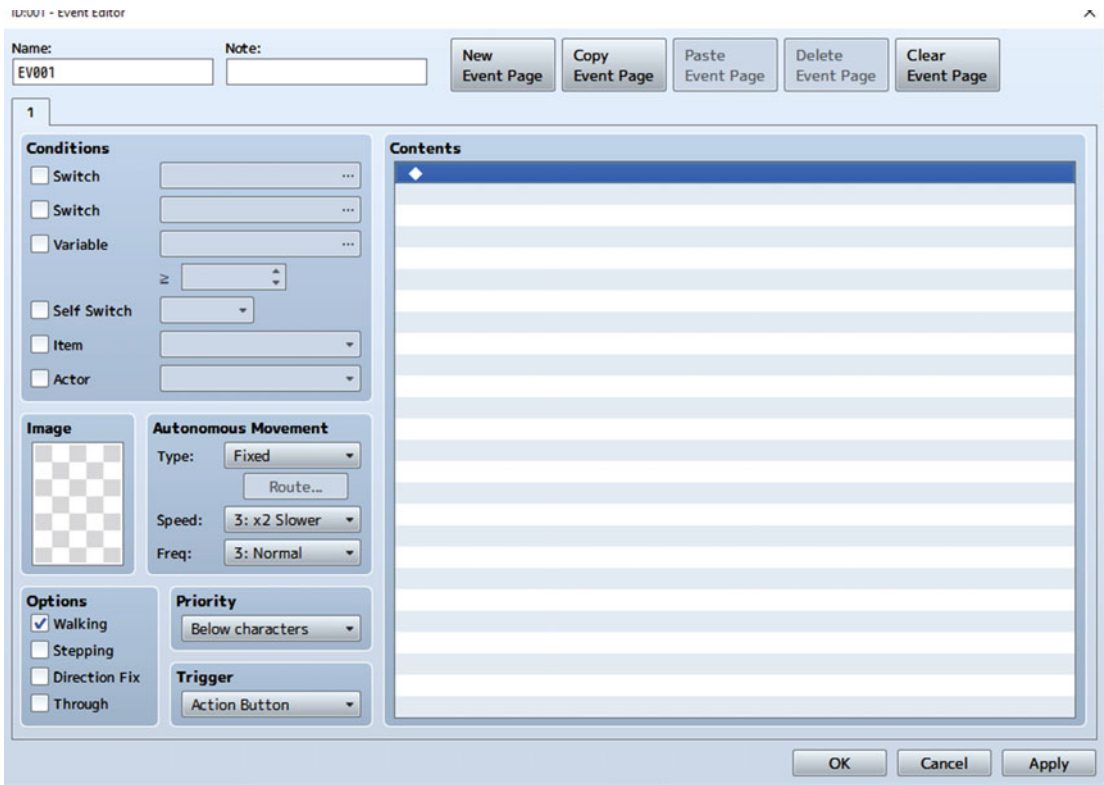 ID:001 - Event Editor
Name:
Note:
EV001
New
Event Page
Copy
Event Page
Paste
Event Page
Delete
Event Page
Clear
Event Page
1
Conditions
Switch
...
Switch
...
Variable
...
≥
Self Switch
Item
Actor
Image
Autonomous Movement
Type: Fixed
Route...
Speed: 3: x2 Slower
Freq: 3: Normal
Options
Walking
Stepping
Direction Fix
Through
Priority
Below characters
Trigger
Action Button
Contents
OK
Cancel
Apply